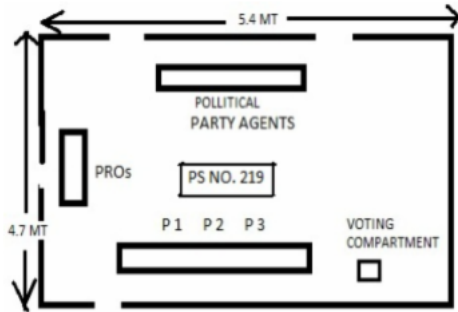 5.4 MT
POLLITICAL
PARTY AGENTS
PROs
PS NO. 219
4.7 MT
P 1 P 2 P 3
VOTING
COMPARTMENT